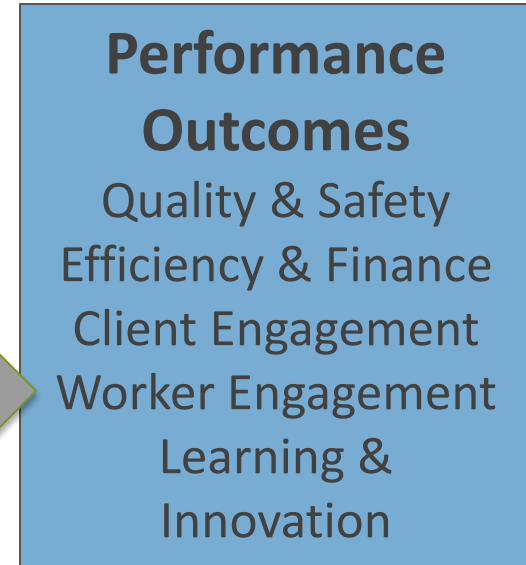 Performance
Outcomes
Quality & Safety
Efficiency & Finance
Client Engagement
Worker Engagement
Learning &
Innovation